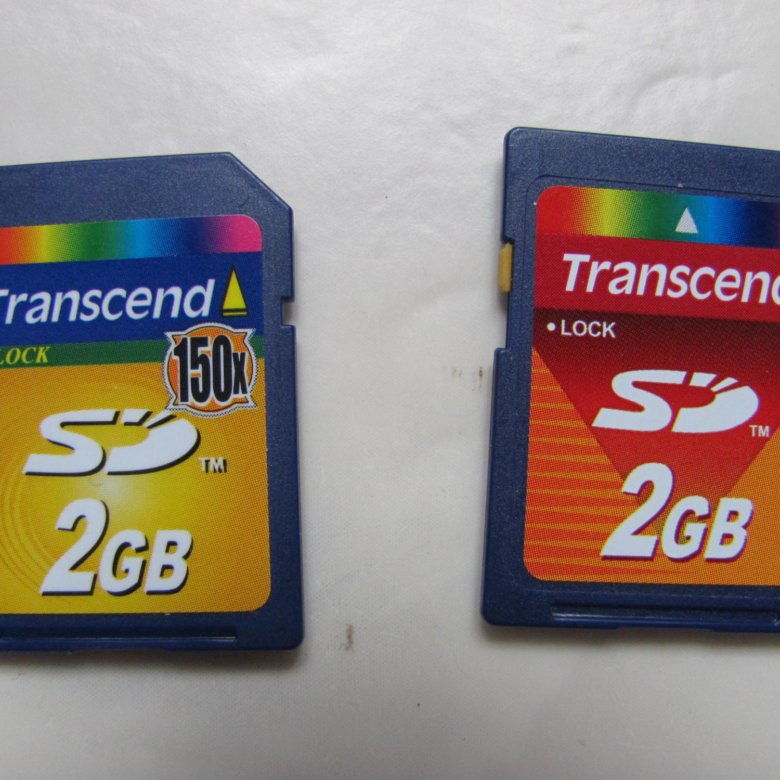 Transcend
LOCK
150x
SD
TM
2GB
Transcend
• LOCK
SD
TM
2GB